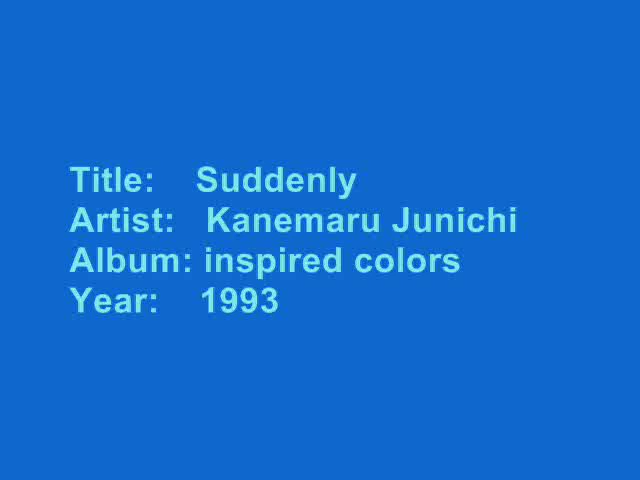 Title: Suddenly
Artist: Kanemaru Junichi
Album: inspired colors
Year: 1993